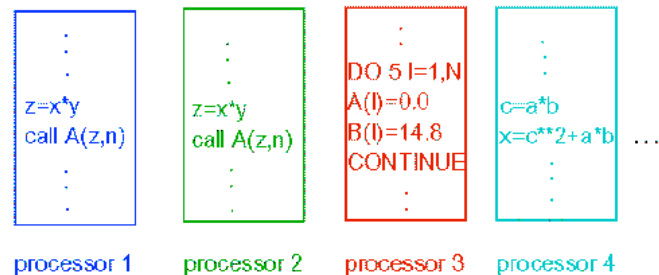 z=x*y
call A(z,n)
processor 1
z=x*y
call A(z,n)
processor 2
DO 5 I=1,N
A(I)=0.0
B(I)=14.8
CONTINUE
processor 3
c=a*b
x=c**2+a*b
processor 4
...